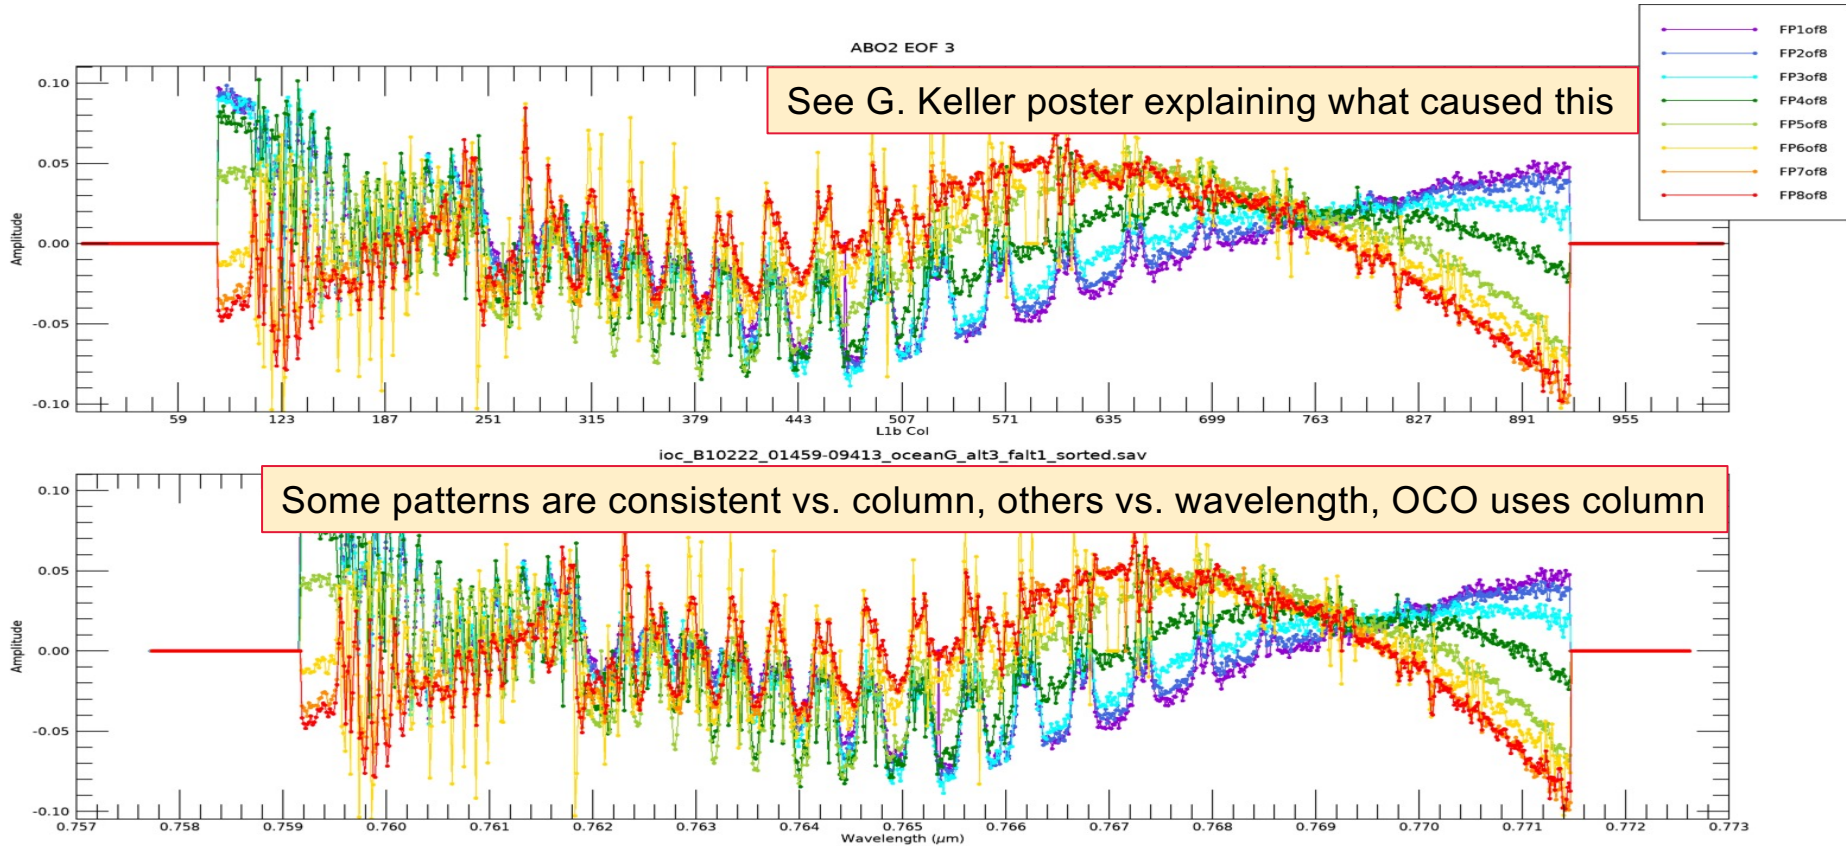 ABO2 EOF 3
See G. Keller poster explaining what caused this
FP1of8
FP2of8
FP3of8
FP4of8
FP5of8
FP6of8
FP7of8
FP8of8
0.10
0.05
0.00
-0.05
-0.10
Amplitude
59 123 187 251 315 379 443 507 571 635 699 763 827 891 955
L1b Col
ioc_B10222_01459-09413_oceanG_alt3_falt1_sorted.sav
Some patterns are consistent vs. column, others vs. wavelength, OCO uses column
0.10
0.05
0.00
-0.05
-0.10
Amplitude
0.757 0.758 0.759 0.760 0.761 0.762 0.763 0.764 0.765 0.766 0.767 0.768 0.769 0.770 0.771 0.772 0.773
Wavelength (µm)